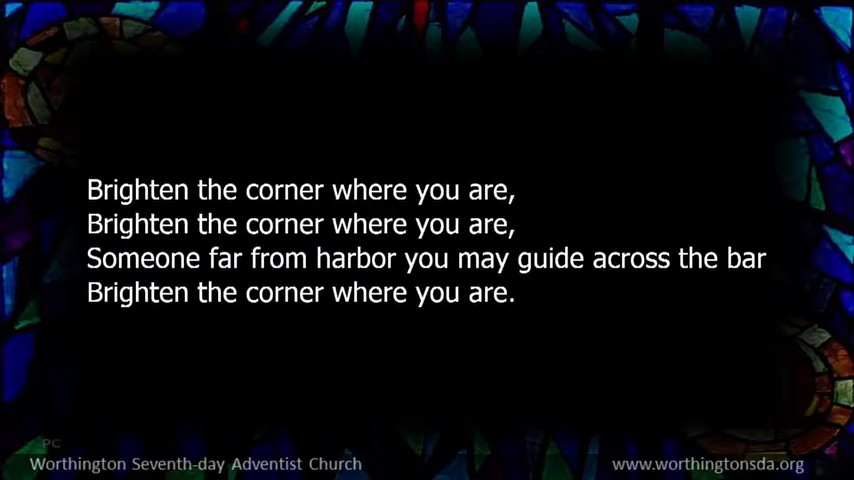 Brighten the corner where you are,
Brighten the corner where you are,
Someone far from harbor you may guide across the bar
Brighten the corner where you are.
PC
Worthington Seventh-day Adventist Church
www.worthingtonsda.org